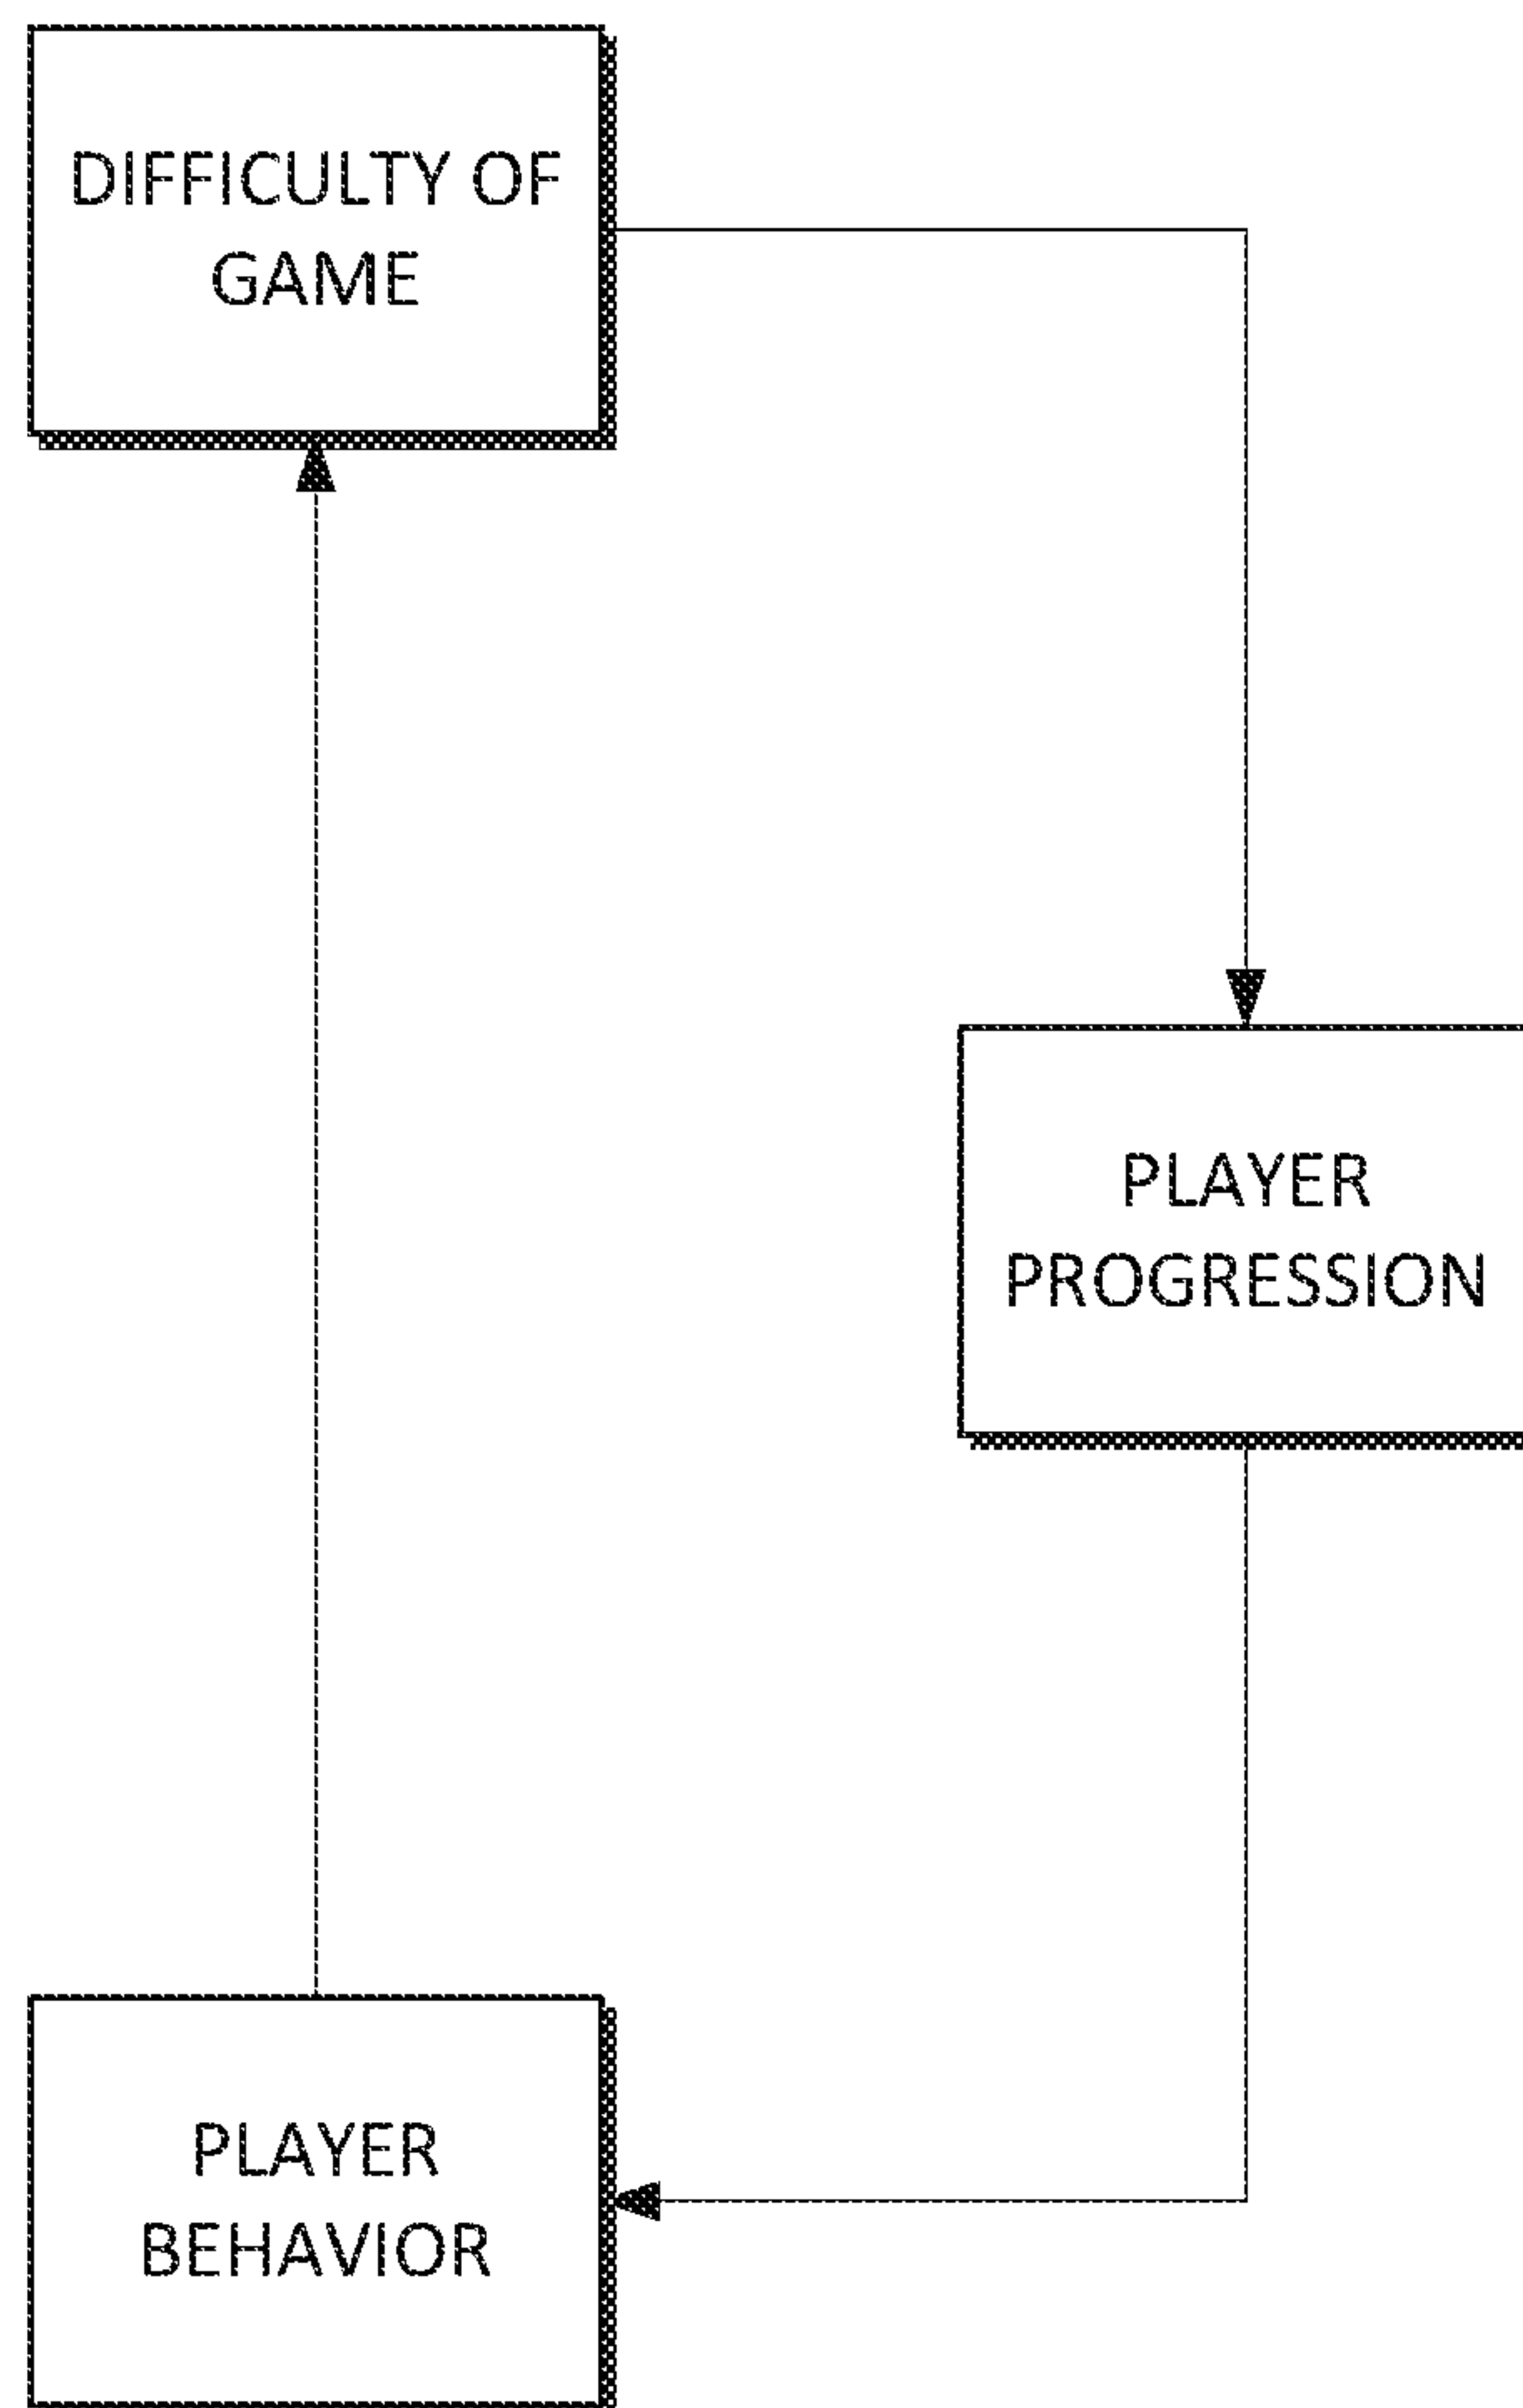 DIFFICULTY OF
GAME
PLAYER
PROGRESSION
PLAYER
BEHAVIOR